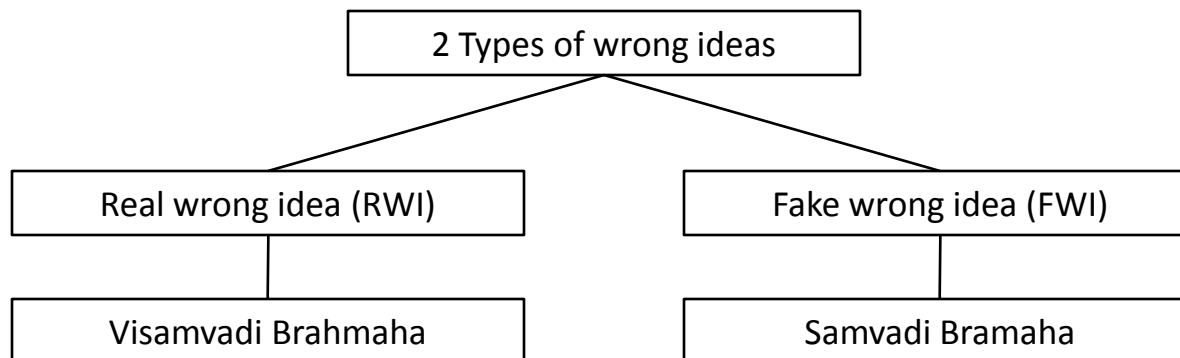 2 Types of wrong ideas
Real wrong idea (RWI)
Fake wrong idea (FWI)
Visamvadi Brahmaha
Samvadi Bramaha